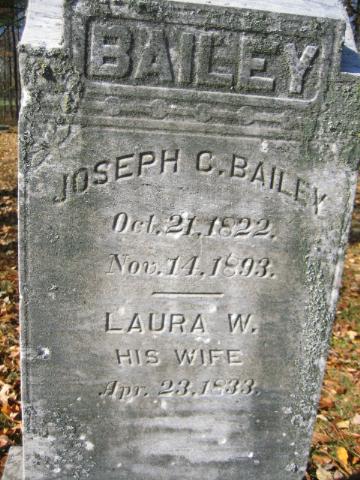 BAILEY
JOSEPH C. BAILEY
Oct. 21, 1822.
Nov. 14, 1893.
LAURA W.
HIS WIFE
Apr. 23, 1833.